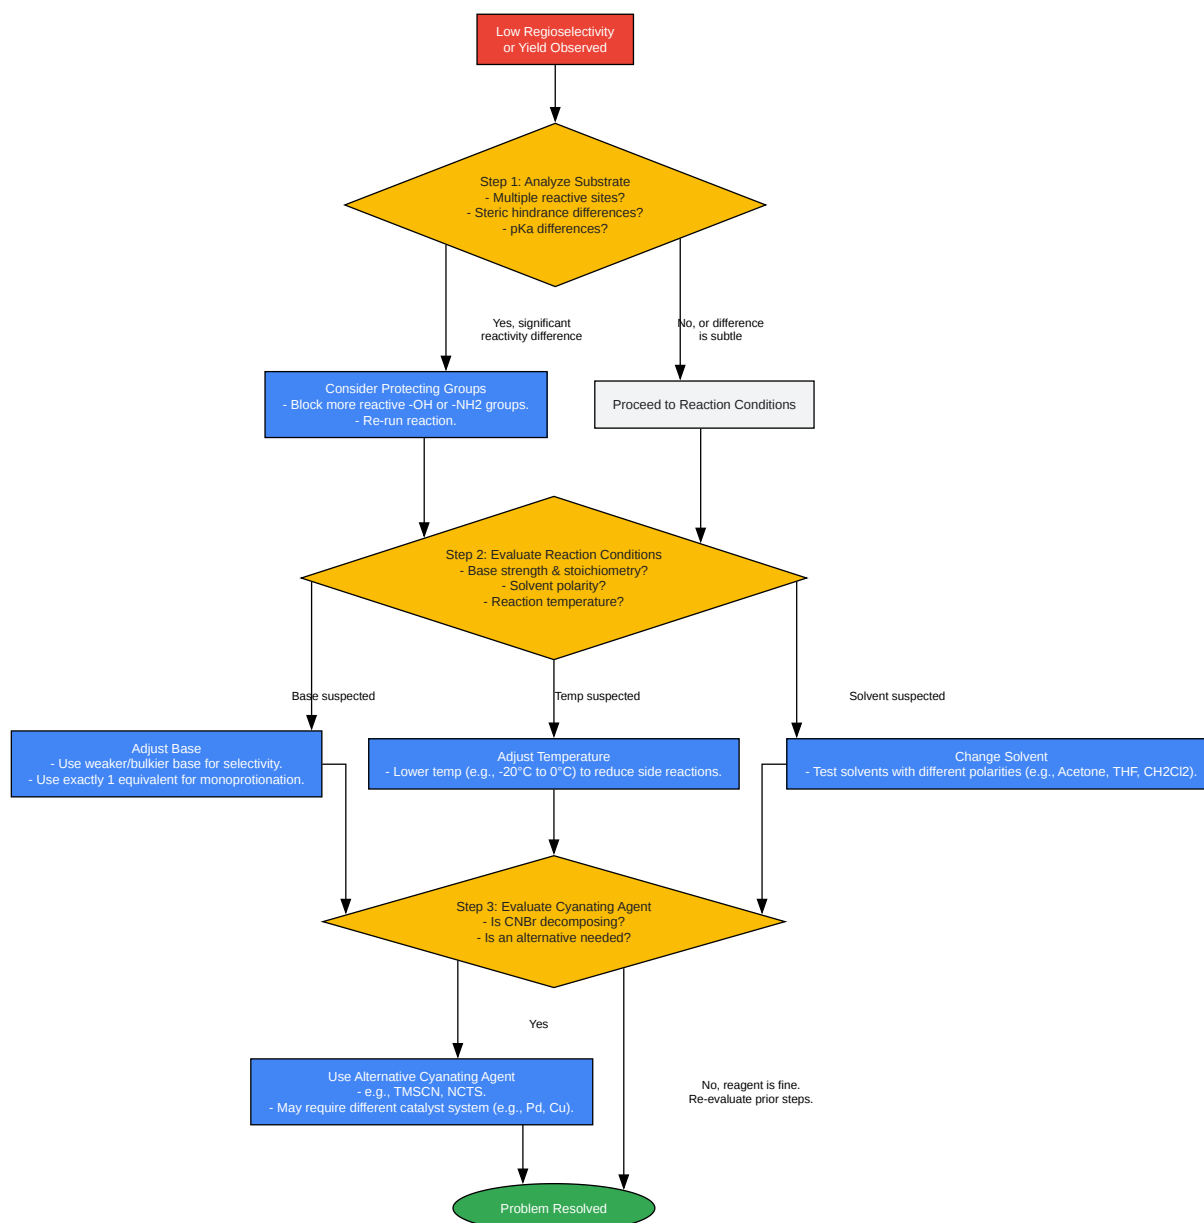 Low Regioselectivity
or Yield Observed
Step 1: Analyze Substrate
- Multiple reactive sites?
- Steric hindrance differences?
- pKa differences?
Yes, significant
reactivity difference
No, or difference
is subtle
Consider Protecting Groups
- Block more reactive -OH or -NH2 groups.
- Re-run reaction.
Proceed to Reaction Conditions
Step 2: Evaluate Reaction Conditions
- Base strength & stoichiometry?
- Solvent polarity?
- Reaction temperature?
Base suspected
Temp suspected
Solvent suspected
Adjust Base
- Use weaker/bulkier base for selectivity.
- Use exactly 1 equivalent for monoprotionation.
Adjust Temperature
- Lower temp (e.g., -20°C to 0°C) to reduce side reactions.
Change Solvent
- Test solvents with different polarities (e.g., Acetone, THF, CH2Cl2).
Step 3: Evaluate Cyanating Agent
- Is CNBr decomposing?
- Is an alternative needed?
Yes
No, reagent is fine.
Re-evaluate prior steps.
Use Alternative Cyanating Agent
- e.g., TMSCN, NCTS.
- May require different catalyst system (e.g., Pd, Cu).
Problem Resolved